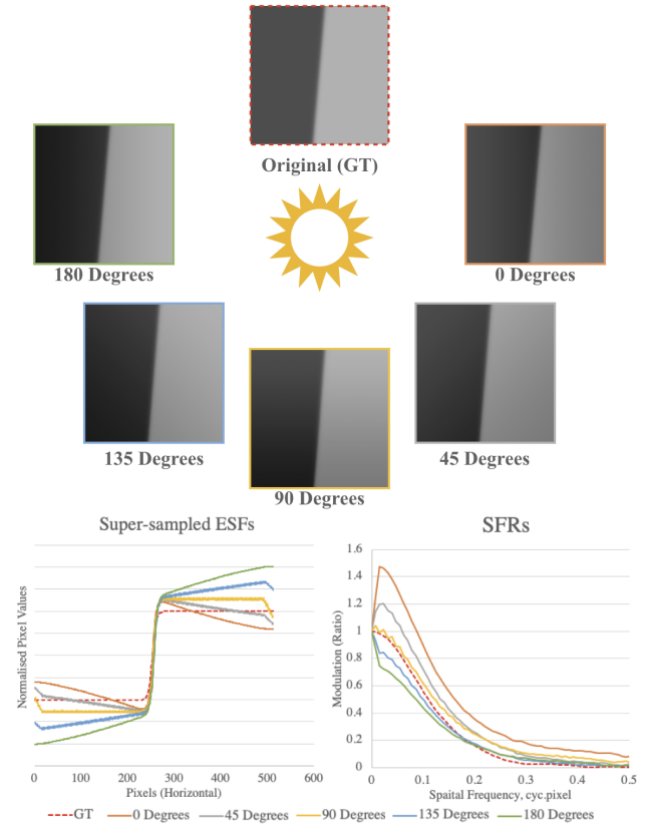 Original (GT)
180 Degrees
0 Degrees
135 Degrees
45 Degrees
90 Degrees
Super-sampled ESFs
SFRs
Normalised Pixel Values
0
100
200
300
400
500
600
Pixels (Horizontal)
Modulation (Ratio)
1.6
1.4
1.2
1
0.8
0.6
0.4
0.2
0
0
0.1
0.2
0.3
0.4
0.5
Spaital Frequency, cyc.pixel
GT
0 Degrees
45 Degrees
90 Degrees
135 Degrees
180 Degrees